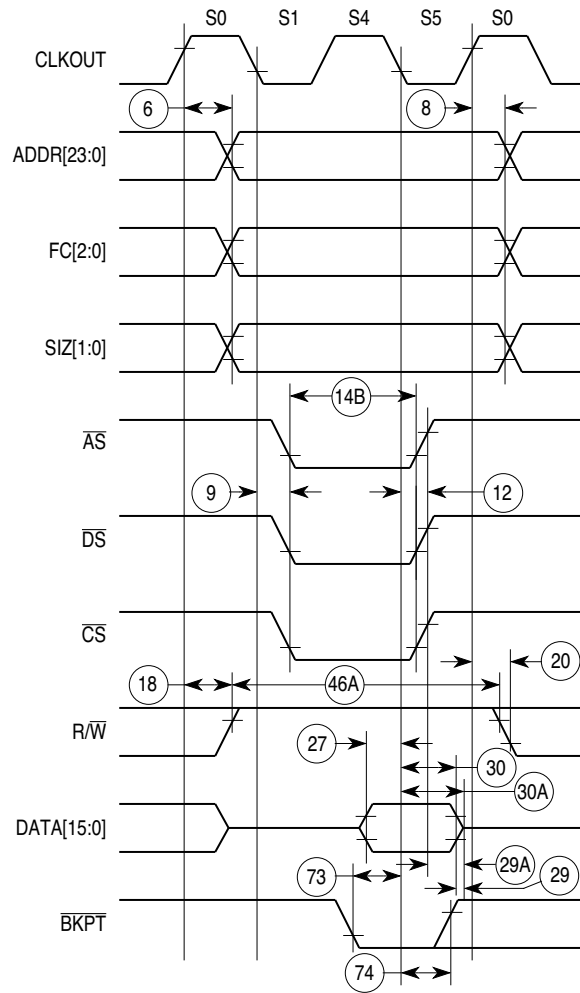 S0 S1 S4 S5 S0
CLKOUT
6 8
ADDR[23:0]
FC[2:0]
SIZ[1:0]
14B
AS
9 12
DS
CS
20
18 46A
R/W
27 30
30A
DATA[15:0]
29A
73 29
BKPT
74